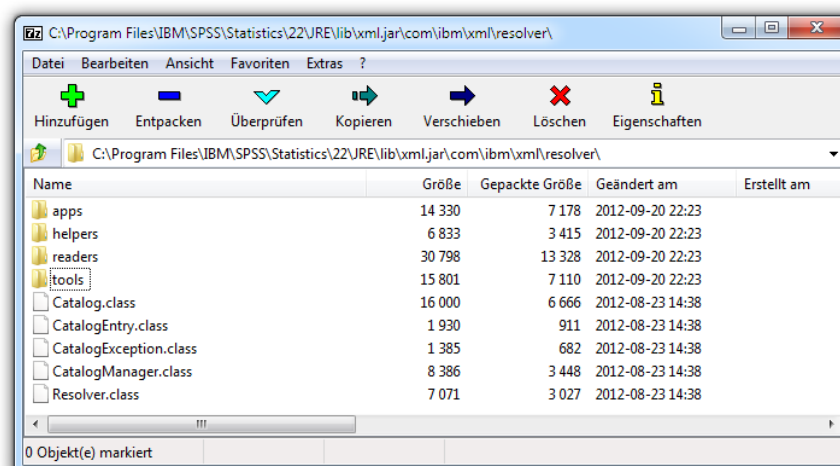 7z C:\Program Files\IBM\SPSS\Statistics\22\JRE\lib\xml.jar\com\ibm\xml\resolver\
Datei Bearbeiten Ansicht Favoriten Extras ?
Hinzufügen Entpacken Überprüfen Kopieren Verschieben Löschen Eigenschaften
C:\Program Files\IBM\SPSS\Statistics\22\JRE\lib\xml.jar\com\ibm\xml\resolver\
Name Größe Gepackte Größe Geändert am Erstellt am
apps 14 330 7 178 2012-09-20 22:23
helpers 6 833 3 415 2012-09-20 22:23
readers 30 798 13 328 2012-09-20 22:23
tools 15 801 7 110 2012-09-20 22:23
Catalog.class 16 000 6 666 2012-08-23 14:38
CatalogEntry.class 1 930 911 2012-08-23 14:38
CatalogException.class 1 385 682 2012-08-23 14:38
CatalogManager.class 8 386 3 448 2012-08-23 14:38
Resolver.class 7 071 3 027 2012-08-23 14:38
0 Objekt(e) markiert